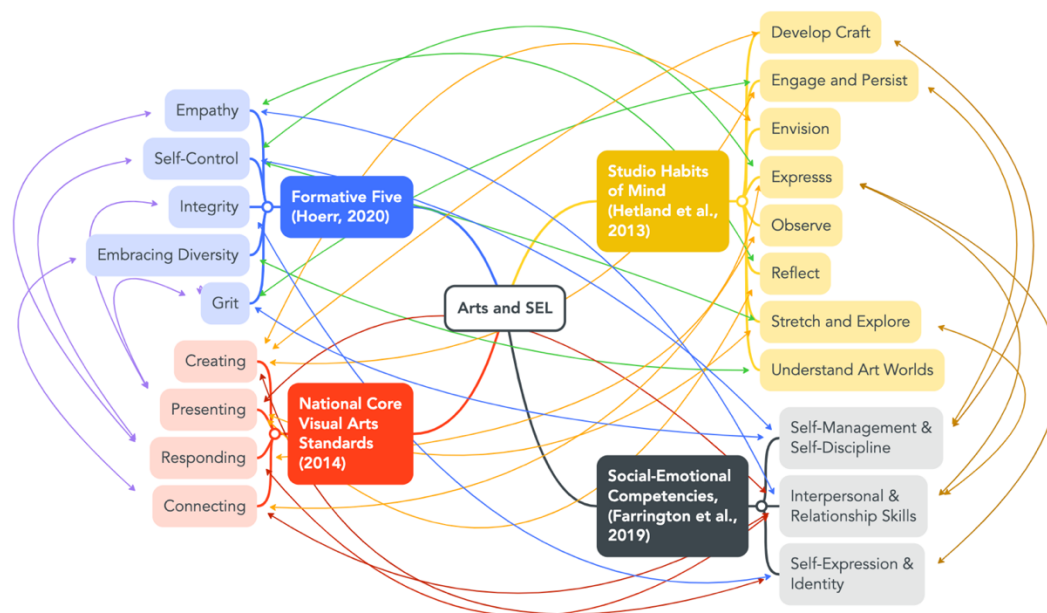 Empathy
Self-Control
Integrity
Embracing Diversity
Grit
Formative Five
(Hoerr, 2020)
Creating
Presenting
Responding
Connecting
National Core
Visual Arts
Standards
(2014)
Arts and SEL
Studio Habits
of Mind
(Hetland et al.,
2013)
Develop Craft
Engage and Persist
Envision
Expresss
Observe
Reflect
Stretch and Explore
Understand Art Worlds
Social-Emotional
Competencies,
(Farrington et al.,
2019)
Self-Management &
Self-Discipline
Interpersonal &
Relationship Skills
Self-Expression &
Identity